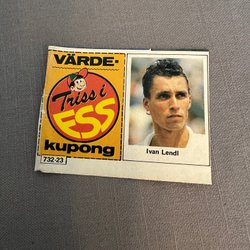 VÄRDE-
Triss i
ESS
kupong
732-23
Ivan Lendl